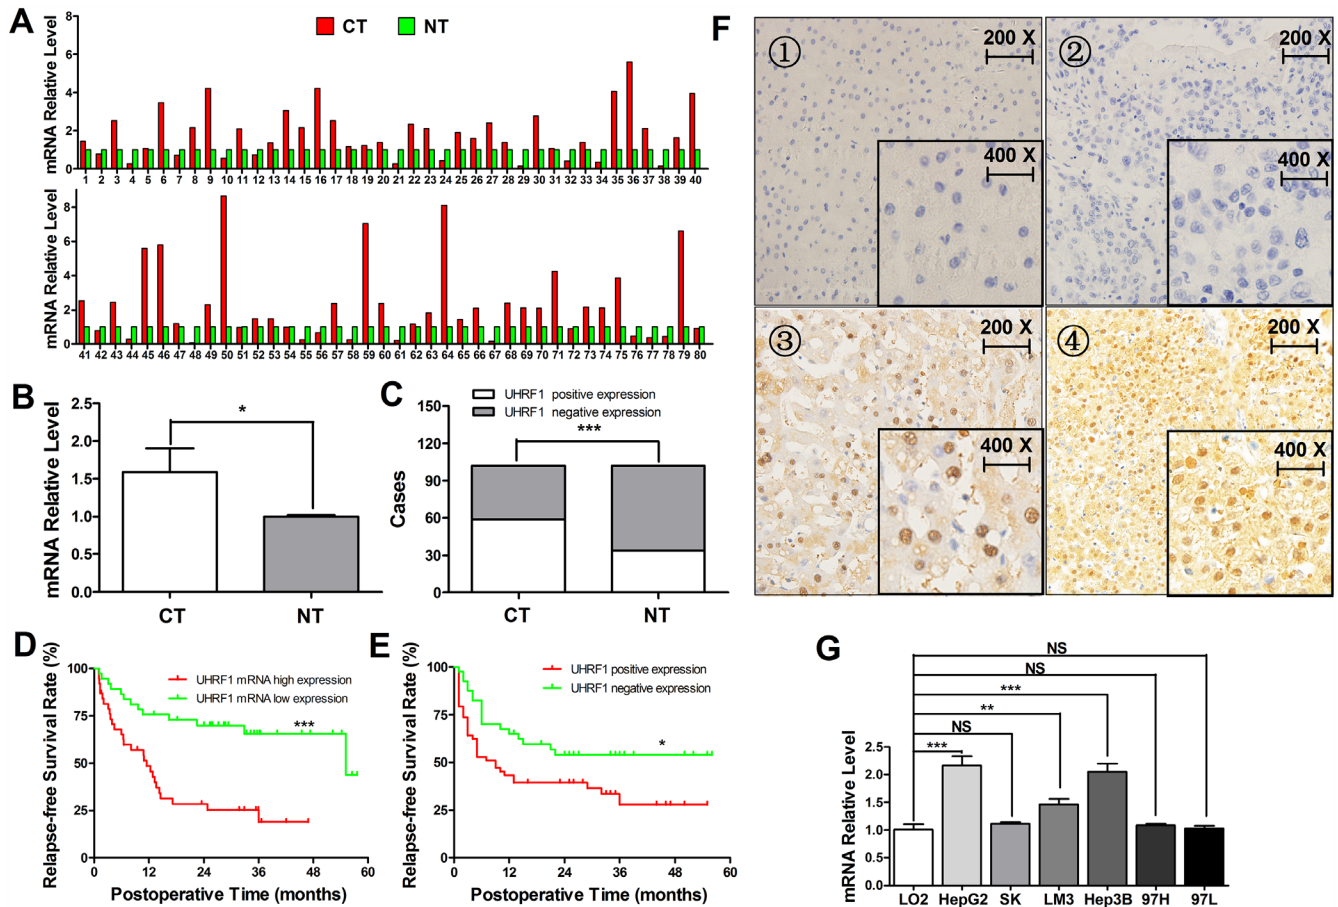 A
CT NT
mRNA Relative Level
8
6
4
2
0
1 2 3 4 5 6 7 8 9 10 11 12 13 14 15 16 17 18 19 20 21 22 23 24 25 26 27 28 29 30 31 32 33 34 35 36 37 38 39 40
mRNA Relative Level
8
6
4
2
0
41 42 43 44 45 46 47 48 49 50 51 52 53 54 55 56 57 58 59 60 61 62 63 64 65 66 67 68 69 70 71 72 73 74 75 76 77 78 79 80
B
mRNA Relative Level
2.5
2.0
1.5
1.0
0.5
0.0
*
CT NT
C
UHRF1 positive expression
UHRF1 negative expression
Cases
150
120
90
60
30
0
***
CT NT
D
Relapse-free Survival Rate (%)
100
75
50
25
0
UHRF1 mRNA high expression
UHRF1 mRNA low expression
***
0 12 24 36 48 60
Postoperative Time (months)
E
Relapse-free Survival Rate (%)
100
75
50
25
0
UHRF1 positive expression
UHRF1 negative expression
*
0 12 24 36 48 60
Postoperative Time (months)
F
① 200 X
400 X
② 200 X
400 X
③ 200 X
400 X
④ 200 X
400 X
G
mRNA Relative Level
2.5
2.0
1.5
1.0
0.5
0.0
NS
NS
***
**
NS
***
LO2 HepG2 SK LM3 Hep3B 97H 97L